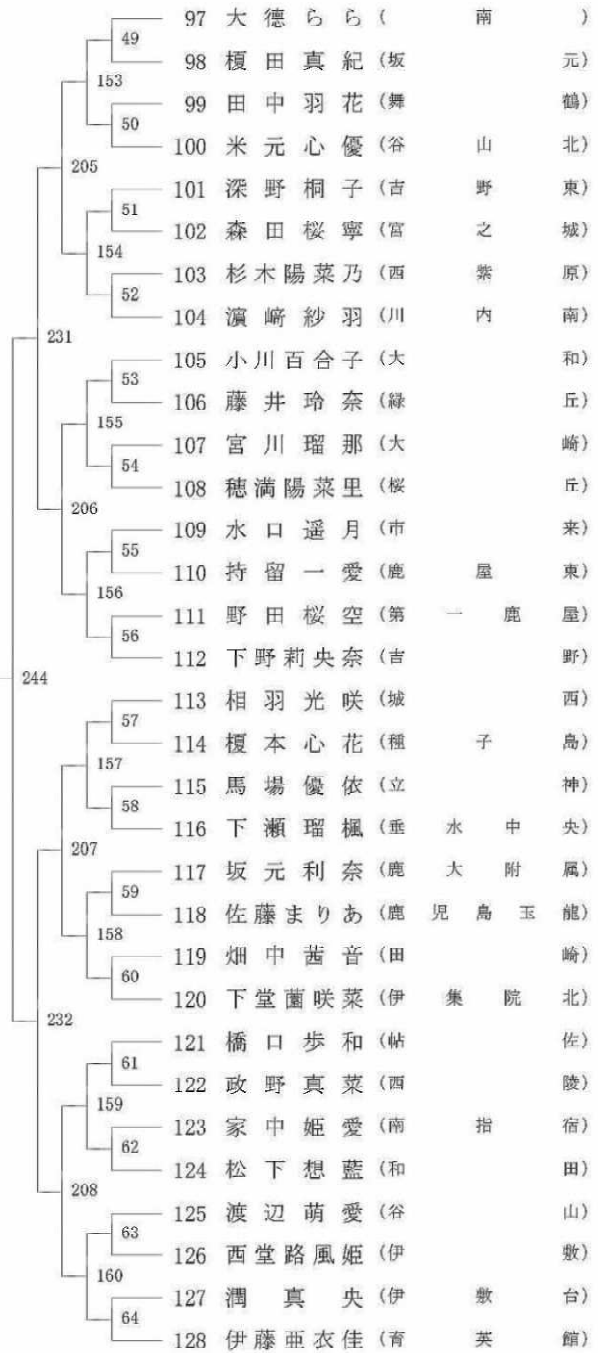 97 大德らら (南)
49
98 榎田真紀 (坂元)
153
99 田中羽花 (舞鶴)
50
100 米元心優 (谷山北)
205
101 深野桐子 (吉野東)
51
102 森田桜寧 (宮之城)
154
103 杉木陽菜乃 (西紫原)
52
104 濵﨑紗羽 (川内南)
231
105 小川百合子 (大和)
53
106 藤井玲奈 (緑丘)
155
107 宮川瑠那 (大崎)
54
108 穂満陽菜里 (桜丘)
206
109 水口遥月 (市来)
55
110 持留一愛 (鹿屋東)
156
111 野田桜空 (第一鹿屋)
56
112 下野莉央奈 (吉野)
244
113 相羽光咲 (城西)
57
114 榎本心花 (種子島)
157
115 馬場優依 (立神)
58
116 下瀬瑠楓 (垂水中央)
207
117 坂元利奈 (鹿大附属)
59
118 佐藤まりあ (鹿児島玉龍)
158
119 畑中茜音 (田崎)
60
120 下堂薗咲菜 (伊集院北)
232
121 橋口歩和 (帖佐)
61
122 政野真菜 (西陵)
159
123 家中姫愛 (南指宿)
62
124 松下想藍 (和田)
208
125 渡辺萌愛 (谷山)
63
126 西堂路風姫 (伊敷)
160
127 潤真央 (伊敷台)
64
128 伊藤亜衣佳 (育英館)